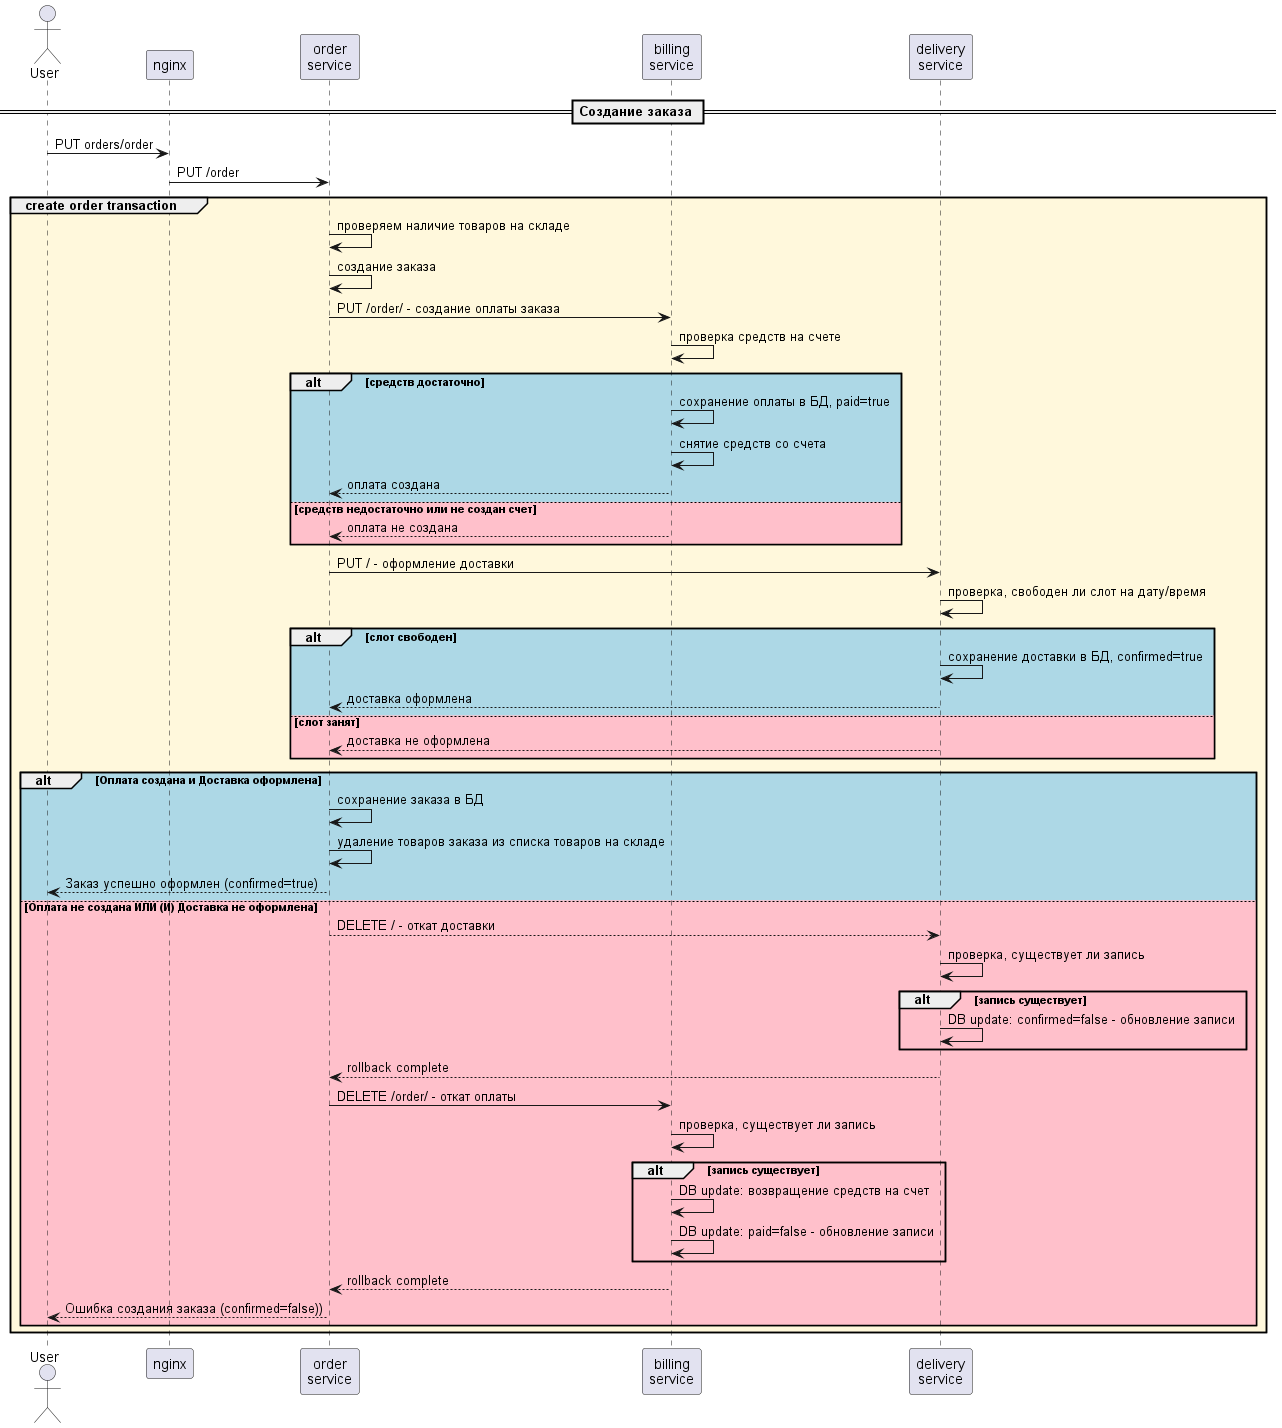 User
nginx
order
service
billing
service
delivery
service
Создание заказа
PUT orders/order
PUT /order
create order transaction
проверяем наличие товаров на складе
создание заказа
PUT /order/ - создание оплаты заказа
проверка средств на счете
alt [средств достаточно]
сохранение оплаты в БД, paid=true
снятие средств со счета
оплата создана
[средств недостаточно или не создан счет]
оплата не создана
PUT / - оформление доставки
проверка, свободен ли слот на дату/время
alt [слот свободен]
сохранение доставки в БД, confirmed=true
доставка оформлена
[слот занят]
доставка не оформлена
alt [Оплата создана и Доставка оформлена]
сохранение заказа в БД
удаление товаров заказа из списка товаров на складе
Заказ успешно оформлен (confirmed=true)
[Оплата не создана ИЛИ (И) Доставка не оформлена]
DELETE / - откат доставки
проверка, существует ли запись
alt [запись существует]
DB update: confirmed=false - обновление записи
rollback complete
DELETE /order/ - откат оплаты
проверка, существует ли запись
alt [запись существует]
DB update: возвращение средств на счет
DB update: paid=false - обновление записи
rollback complete
Ошибка создания заказа (confirmed=false))
User
nginx
order
service
billing
service
delivery
service